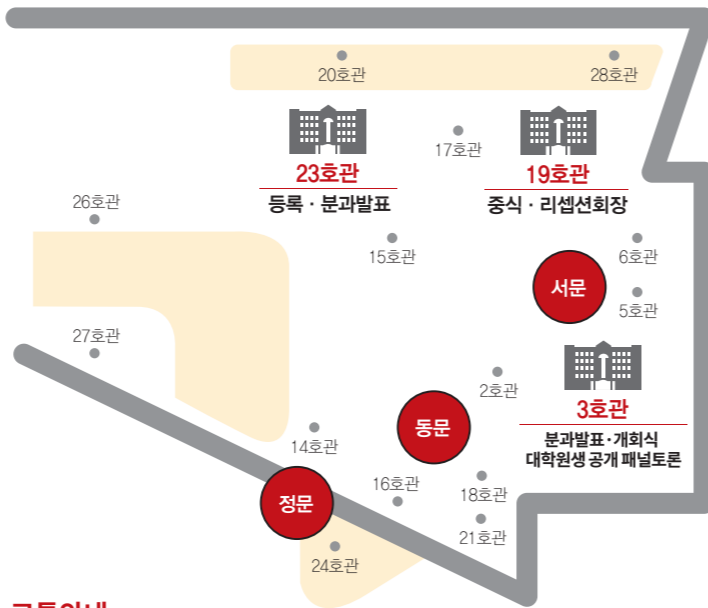 20호관
28호관
17호관
23호관
등록 · 분과발표
19호관
중식 · 리셉션회장
26호관
15호관
6호관
서문
5호관
27호관
2호관
3호관
분과발표·개회식
대학원생 공개 패널토론
동문
14호관
16호관
18호관
정문
21호관
24호관